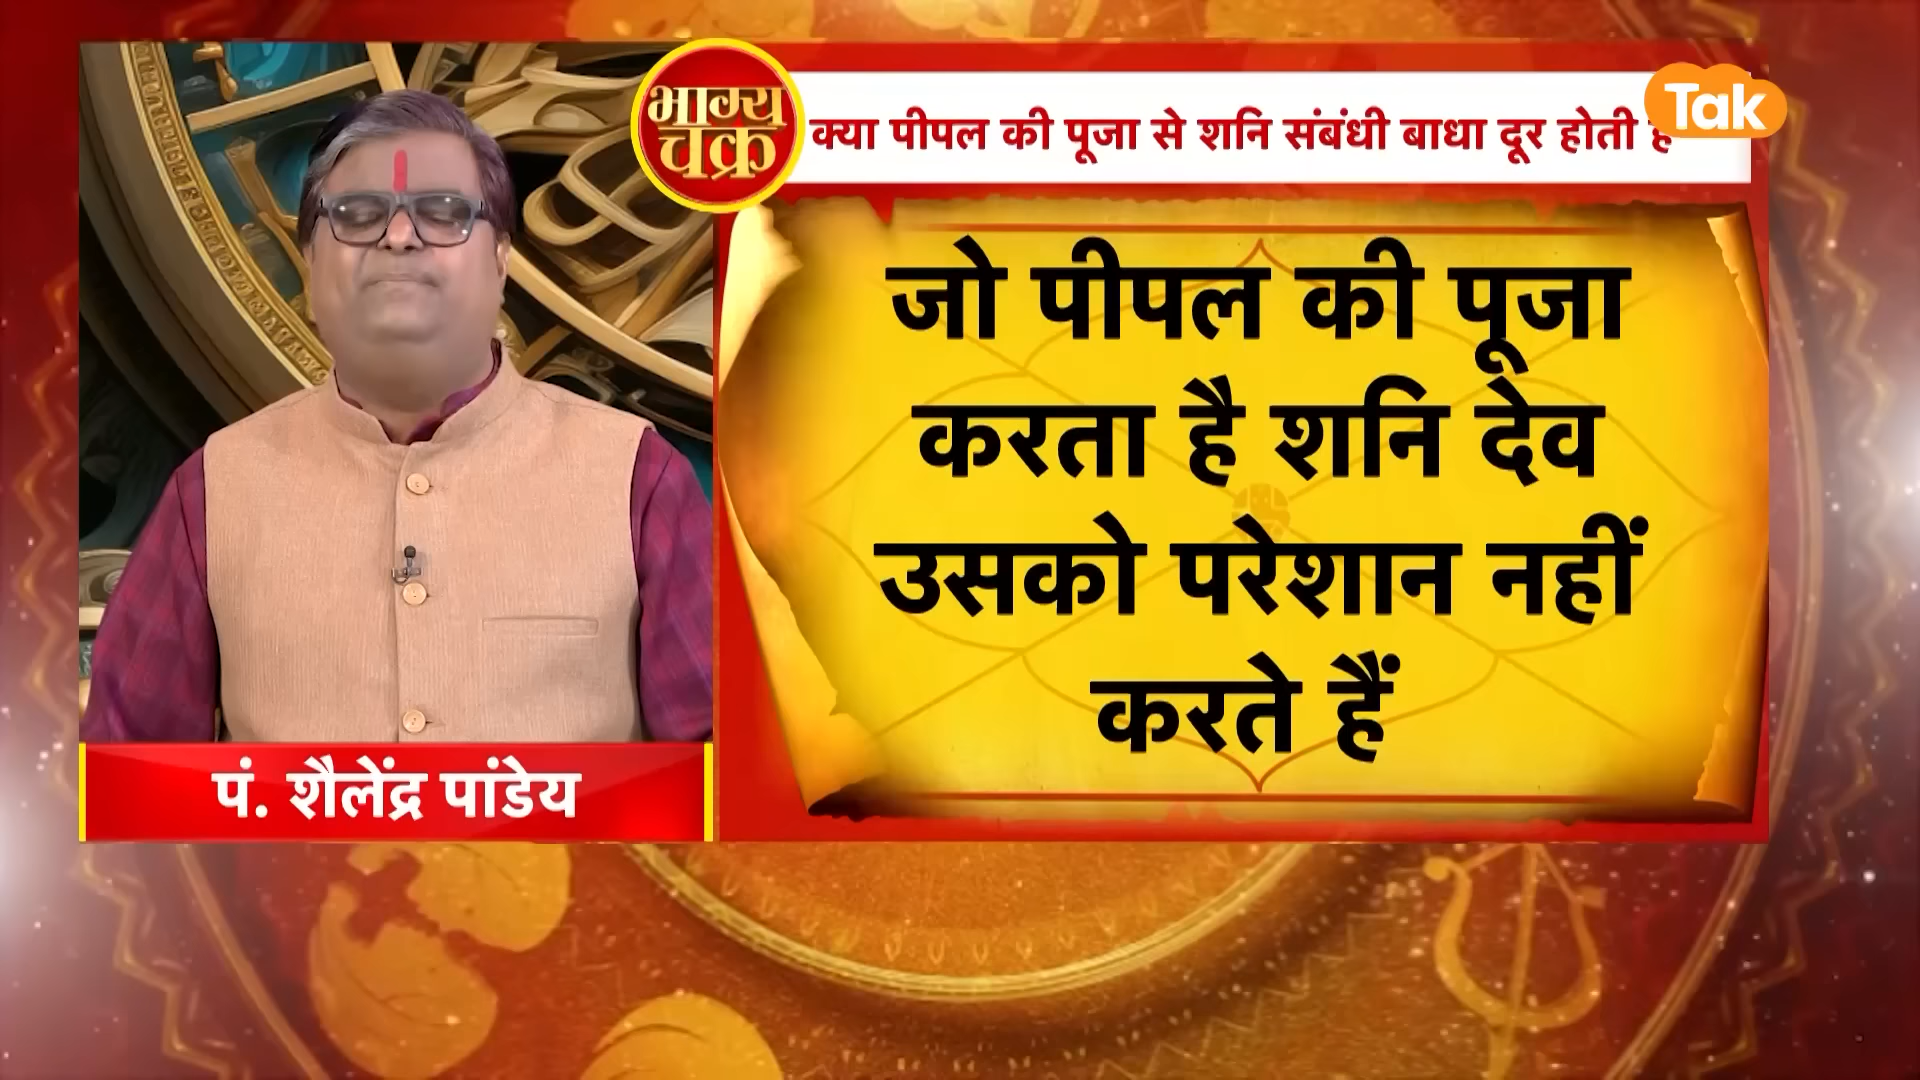 भाग्य
चक्र
क्या पीपल की पूजा से शनि संबंधी बाधा दूर होती है
Tak
जो पीपल की पूजा
करता है शनि देव
उसको परेशान नहीं
करते हैं
पं. शैलेंद्र पांडेय